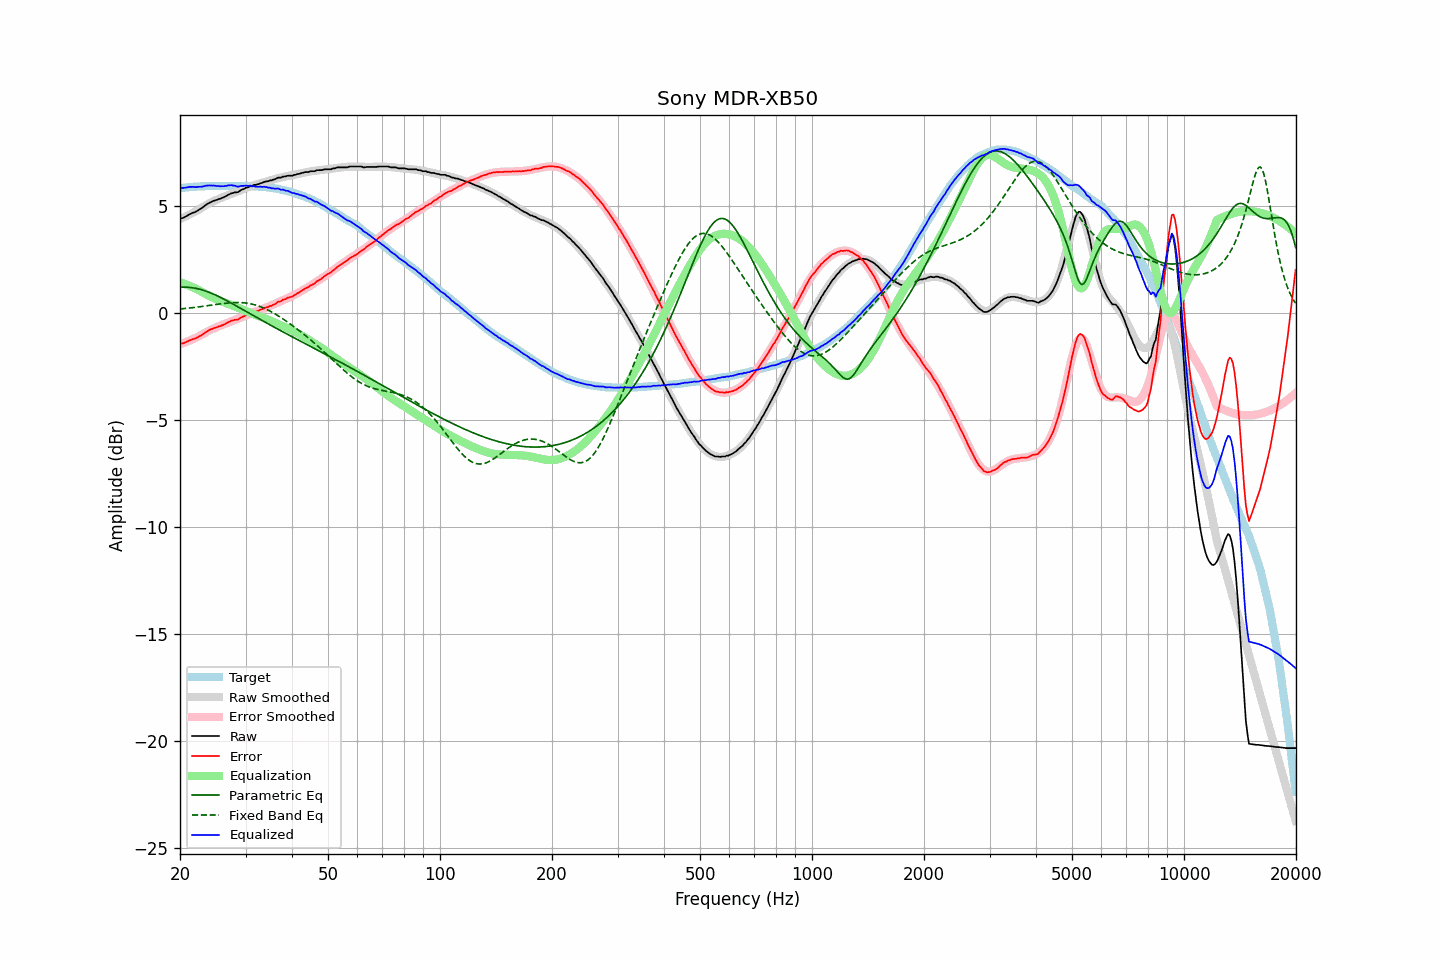 Sony MDR-XB50
Amplitude (dBr)
5
0
−5
−10
−15
−20
−25
Target
Raw Smoothed
Error Smoothed
Raw
Error
Equalization
Parametric Eq
Fixed Band Eq
Equalized
20 50 100 200 500 1000 2000 5000 10000 20000
Frequency (Hz)